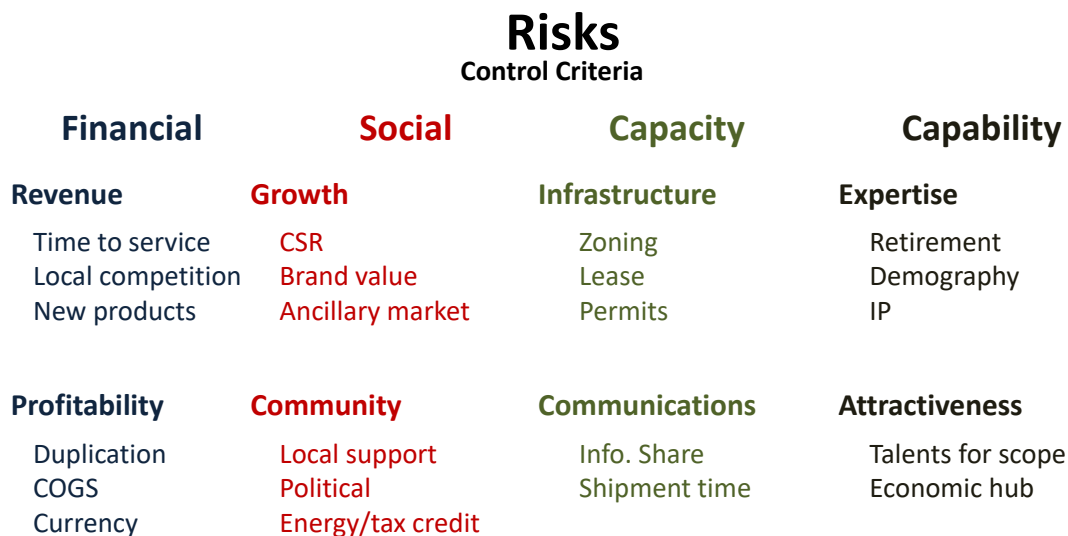 Risks
Control Criteria
Financial
Social
Capacity
Capability
Revenue
Time to service
Local competition
New products
Growth
CSR
Brand value
Ancillary market
Infrastructure
Zoning
Lease
Permits
Expertise
Retirement
Demography
IP
Profitability
Duplication
COGS
Currency
Community
Local support
Political
Energy/tax credit
Communications
Info. Share
Shipment time
Attractiveness
Talents for scope
Economic hub